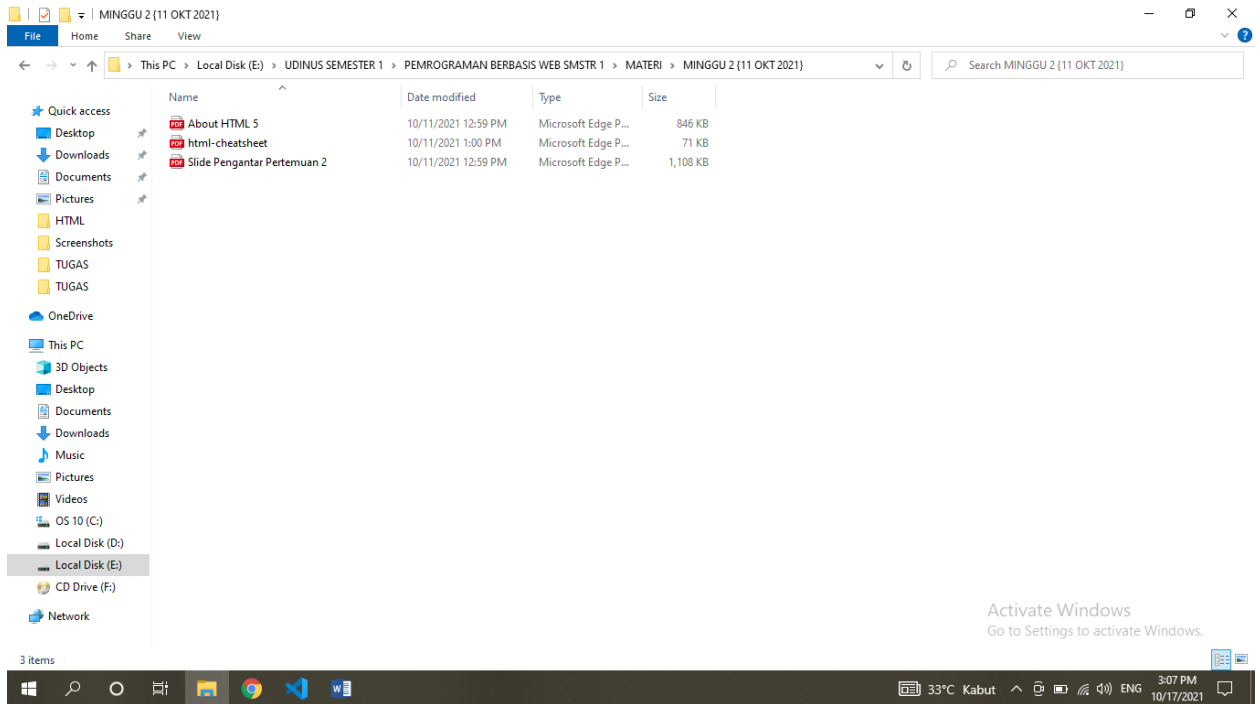 MINGGU 2 {11 OKT 2021}
File Home Share View
This PC > Local Disk (E:) > UDINUS SEMESTER 1 > PEMROGRAMAN BERBASIS WEB SMSTR 1 > MATERI > MINGGU 2 {11 OKT 2021}
Search MINGGU 2 {11 OKT 2021}
Name Date modified Type Size
About HTML 5 10/11/2021 12:59 PM Microsoft Edge P... 846 KB
html-cheatsheet 10/11/2021 1:00 PM Microsoft Edge P... 71 KB
Slide Pengantar Pertemuan 2 10/11/2021 12:59 PM Microsoft Edge P... 1,108 KB
Quick access
Desktop
Downloads
Documents
Pictures
HTML
Screenshots
TUGAS
TUGAS
OneDrive
This PC
3D Objects
Desktop
Documents
Downloads
Music
Pictures
Videos
OS 10 (C:)
Local Disk (D:)
Local Disk (E:)
CD Drive (F:)
Network
Activate Windows
Go to Settings to activate Windows.
3 items
33°C Kabut ENG 3:07 PM
10/17/2021